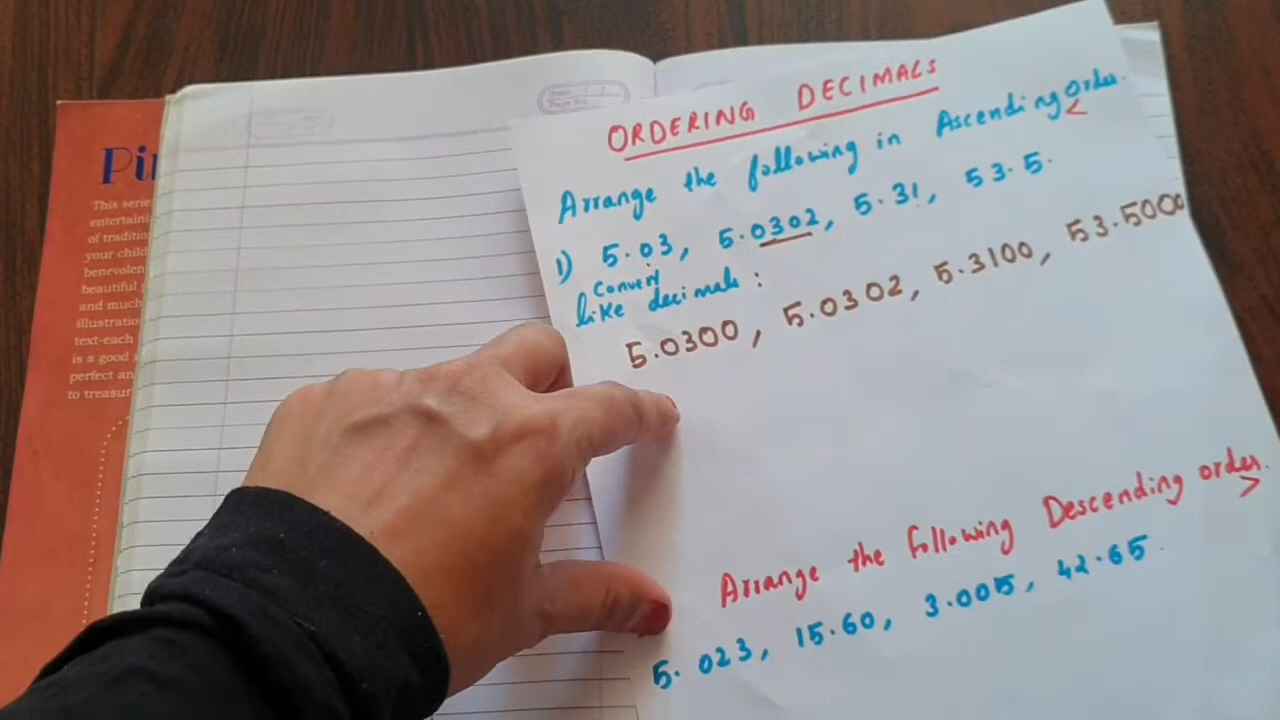 Pi
This serie
entertaini
of traditio
your child
benevolen
beautiful
and much
illustratio
text-each
is a good
perfect an
to treasur
ORDERING DECIMALS
Arrange the following in Ascending Order.
<
1) 5.03, 5.0302, 5.31, 53.5.
Convert
like decimals :
5.0300, 5.0302, 5.3100, 53.5000
Arrange the following Descending order.
>
5.023, 15.60, 3.005, 42.65